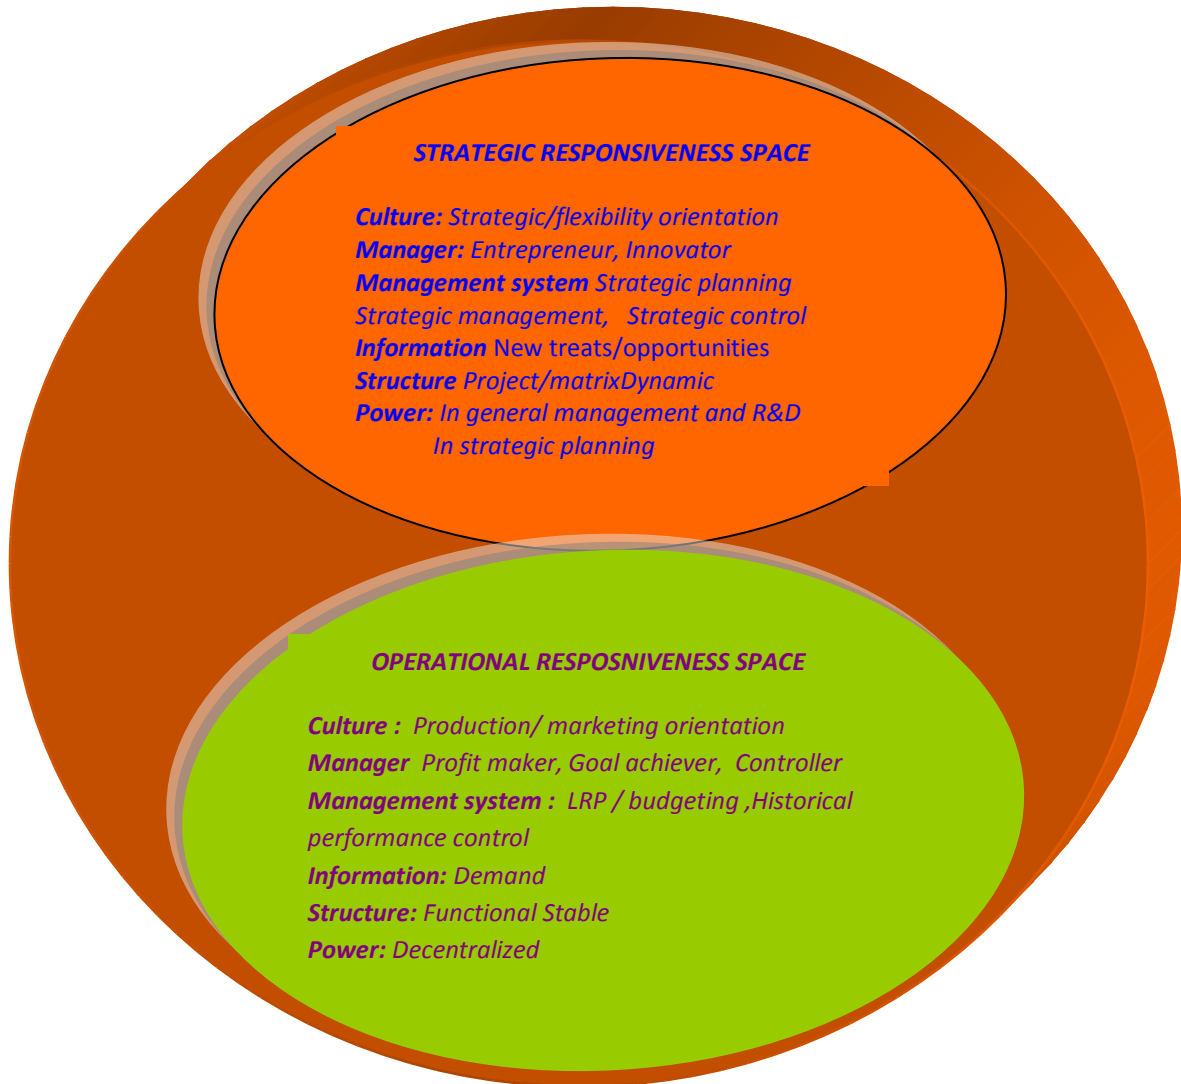 STRATEGIC RESPONSIVENESS SPACE
Culture: Strategic/flexibility orientation
Manager: Entrepreneur, Innovator
Management system Strategic planning
Strategic management, Strategic control
Information New treats/opportunities
Structure Project/matrixDynamic
Power: In general management and R&D
In strategic planning
OPERATIONAL RESPOSNIVENESS SPACE
Culture : Production/ marketing orientation
Manager Profit maker, Goal achiever, Controller
Management system : LRP / budgeting ,Historical
performance control
Information: Demand
Structure: Functional Stable
Power: Decentralized